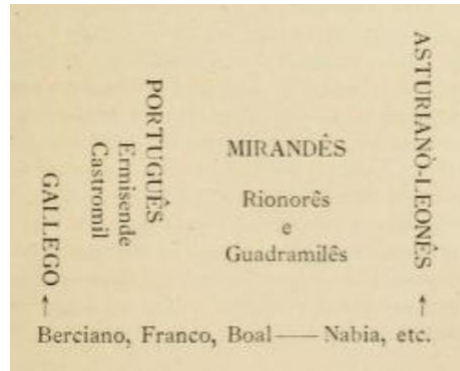 GALLEGO
Castromil
Ermisende
PORTUGUÊS
MIRANDÊS
Rionorês
e
Guadramilês
ASTURIANO-LEONÊS
Berciano, Franco, Boal —— Nabia, etc.